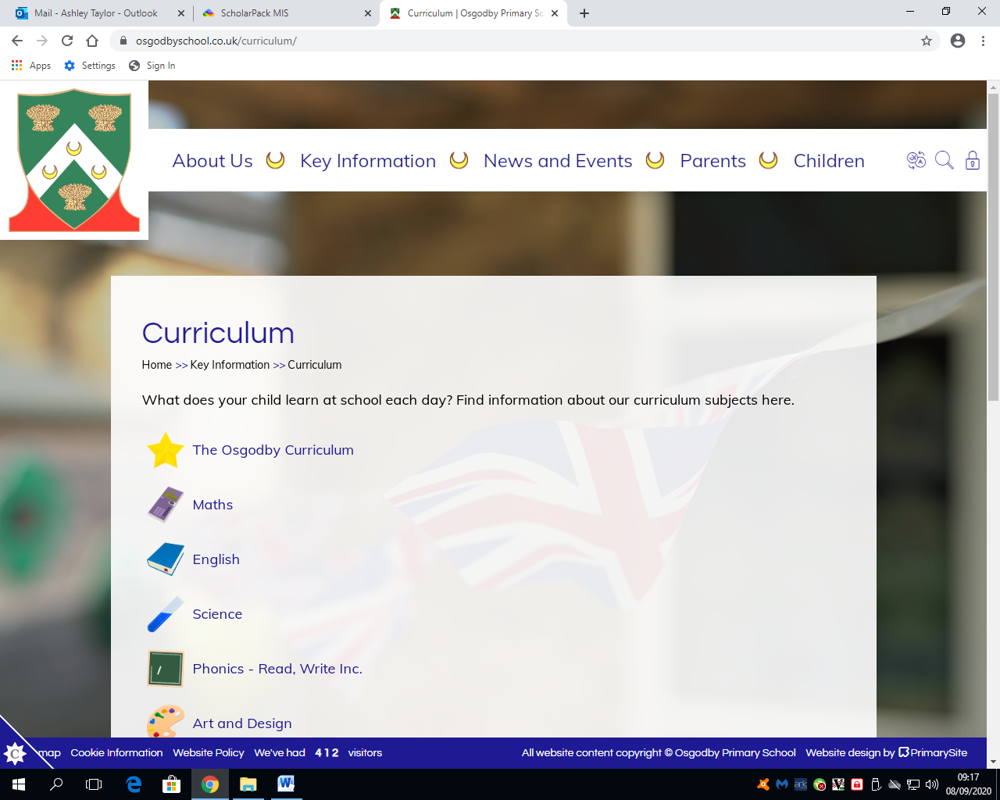 Mail - Ashley Taylor - Outlook
ScholarPack MIS
Curriculum | Osgodby Primary Sc
osgodbyschool.co.uk/curriculum/
Apps Settings Sign In
About Us Key Information News and Events Parents Children
Curriculum
Home >> Key Information >> Curriculum
What does your child learn at school each day? Find information about our curriculum subjects here.
The Osgodby Curriculum
Maths
English
Science
Phonics - Read, Write Inc.
Art and Design
map Cookie Information Website Policy We've had 412 visitors All website content copyright © Osgodby Primary School Website design by PrimarySite
C
ark
09:17
08/09/2020